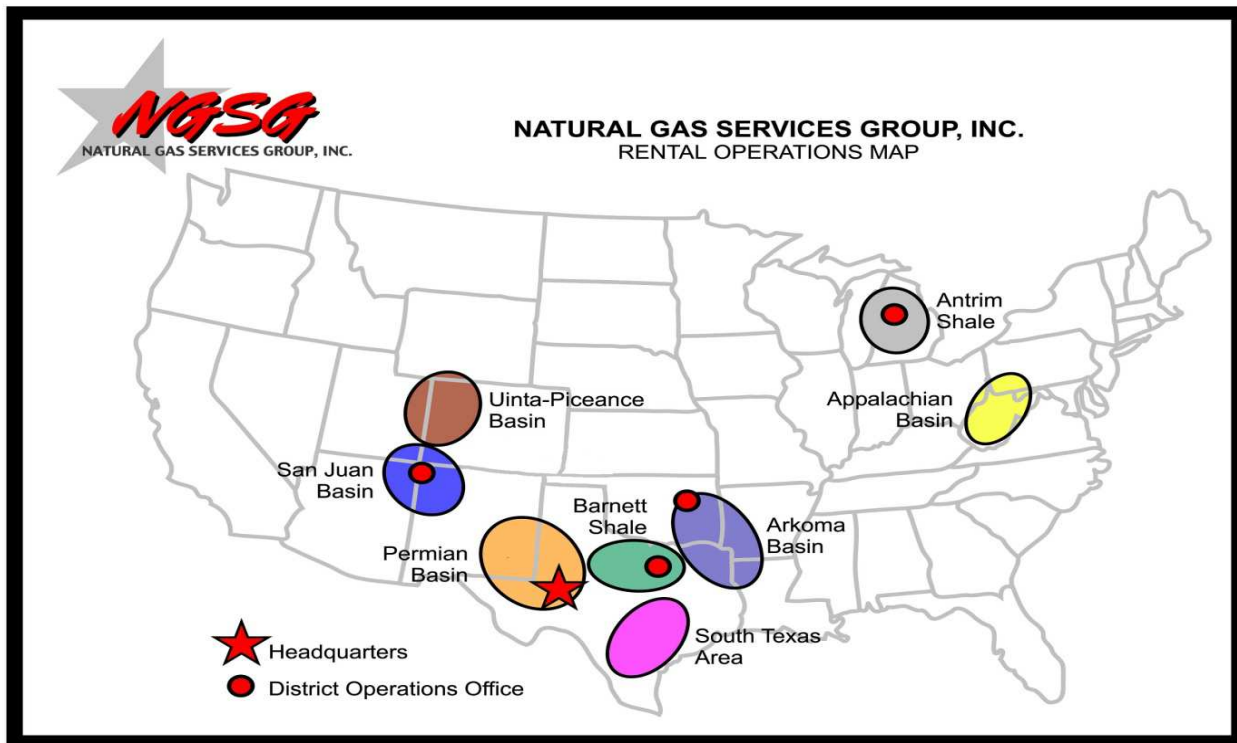 NGSG
NATURAL GAS SERVICES GROUP, INC.
NATURAL GAS SERVICES GROUP, INC.
RENTAL OPERATIONS MAP
Antrim
Shale
Uinta-Piceance
Basin
Appalachian
Basin
San Juan
Basin
Barnett
Shale
Arkoma
Basin
Permian
Basin
South Texas
Area
Headquarters
District Operations Office